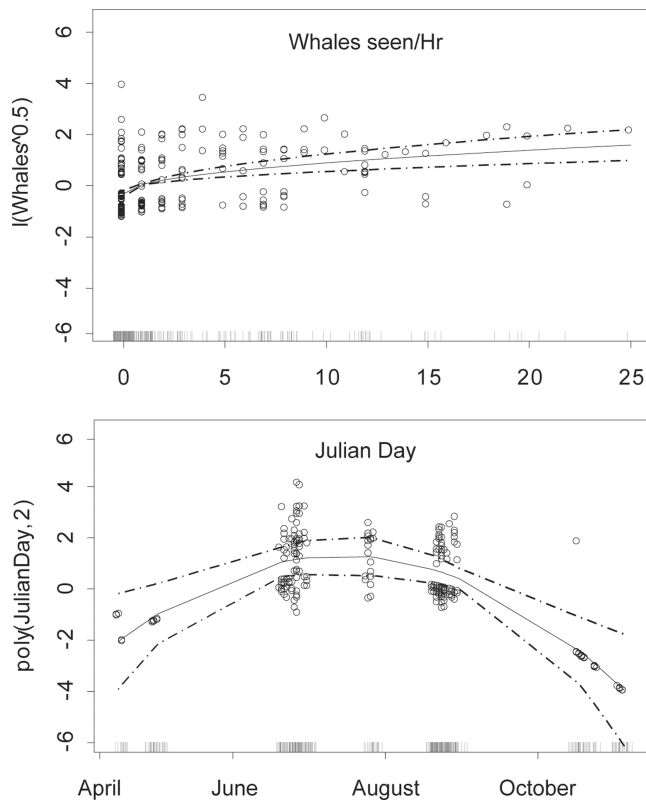 Whales seen/Hr
I(Whales^0.5)
6
4
2
0
-2
-4
-6
0 5 10 15 20 25
Julian Day
poly(JulianDay,2)
6
4
2
0
-2
-4
-6
April June August October